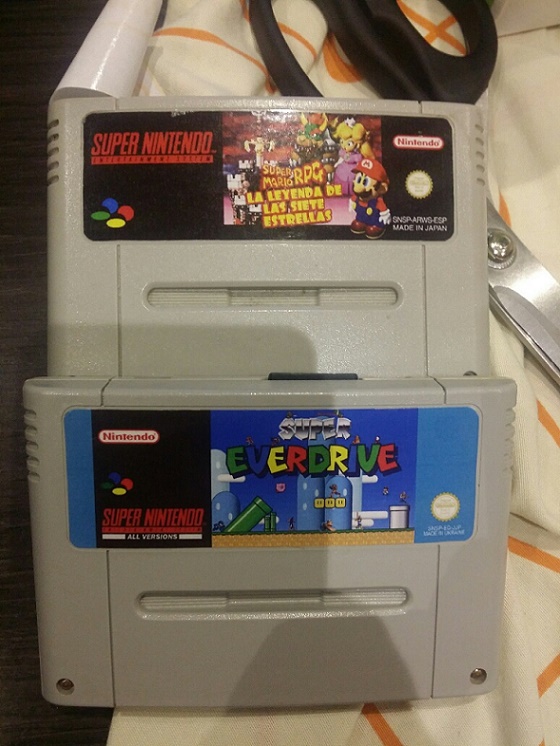 SUPER NINTENDO
ENTERTAINMENT SYSTEM
SUPER
MARIO RPG
LA LEYENDA DE
LAS SIETE
ESTRELLAS
Nintendo
SNSP-ARWS-ESP
MADE IN JAPAN
Nintendo
SUPER NINTENDO
ALL VERSIONS
SUPER
EVERDRIVE
MADE IN UKRAINE